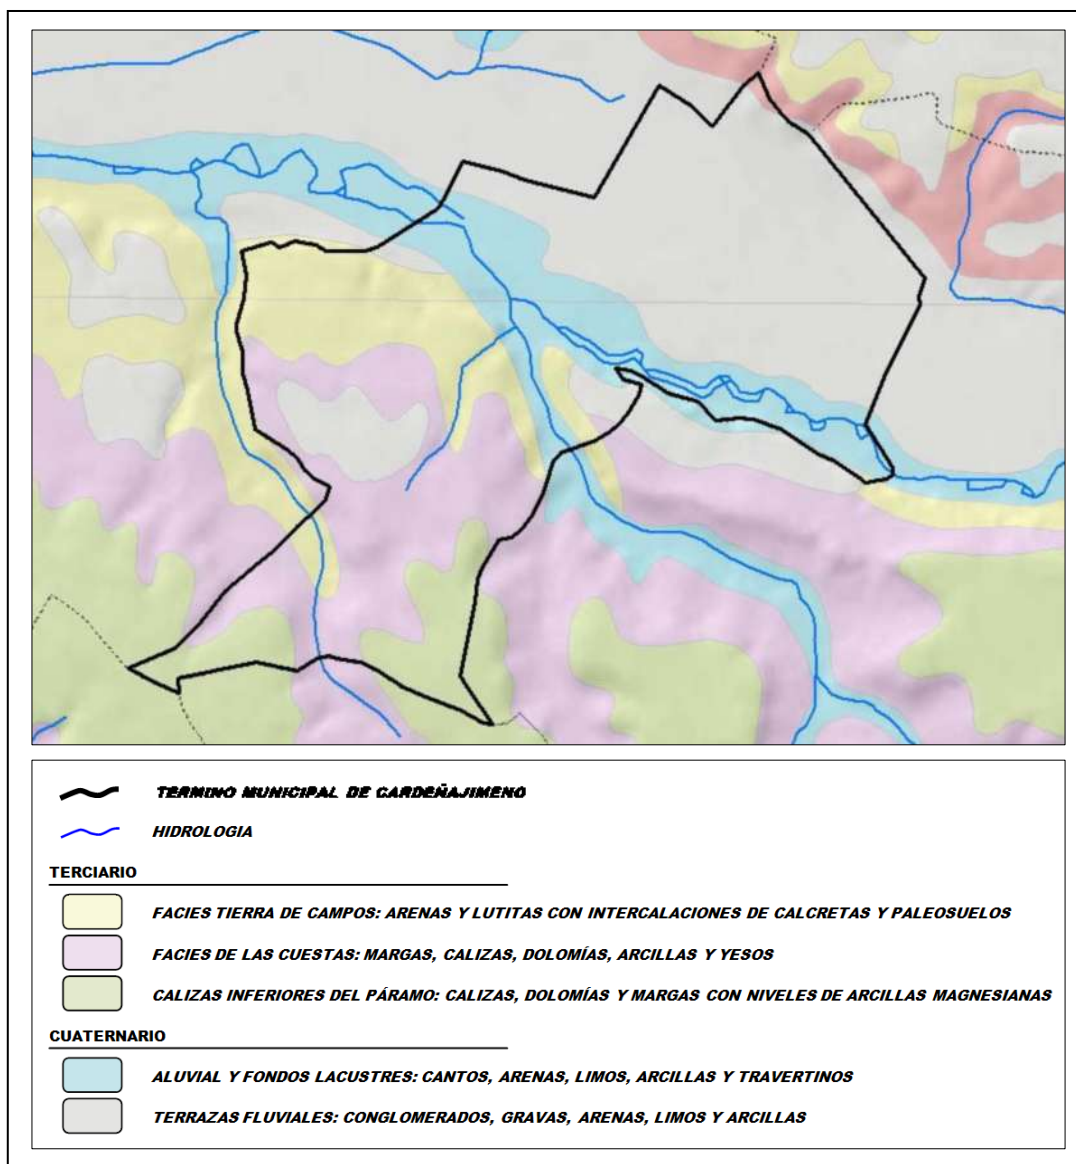 TERMINO MUNICIPAL DE CARDEÑAJIMENO
HIDROLOGIA
TERCIARIO
FACIES TIERRA DE CAMPOS: ARENAS Y LUTITAS CON INTERCALACIONES DE CALCRETAS Y PALEOSUELOS
FACIES DE LAS CUESTAS: MARGAS, CALIZAS, DOLOMÍAS, ARCILLAS Y YESOS
CALIZAS INFERIORES DEL PÁRAMO: CALIZAS, DOLOMÍAS Y MARGAS CON NIVELES DE ARCILLAS MAGNESIANAS
CUATERNARIO
ALUVIAL Y FONDOS LACUSTRES: CANTOS, ARENAS, LIMOS, ARCILLAS Y TRAVERTINOS
TERRAZAS FLUVIALES: CONGLOMERADOS, GRAVAS, ARENAS, LIMOS Y ARCILLAS